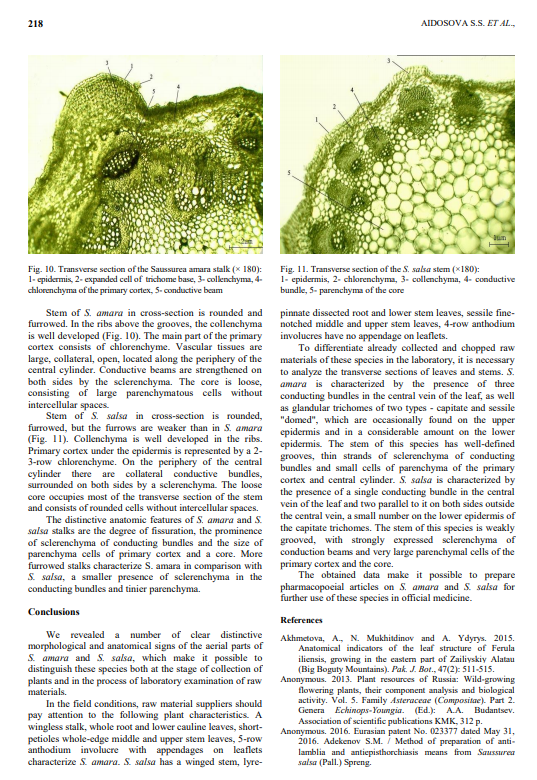 218
AIDOSOVA S.S. ET AL.,
3
1
2
4
5
Fig. 10. Transverse section of the Saussurea amara stalk (× 180):
1- epidermis, 2- expanded cell of trichome base, 3- collenchyma, 4-
chlorenchyma of the primary cortex, 5- conductive beam
Stem of S. amara in cross-section is rounded and
furrowed. In the ribs above the grooves, the collenchyma
is well developed (Fig. 10). The main part of the primary
cortex consists of chlorenchyme. Vascular tissues are
large, collateral, open, located along the periphery of the
central cylinder. Conductive beams are strengthened on
both sides by the sclerenchyma. The core is loose,
consisting of large parenchymatous cells without
intercellular spaces.
Stem of S. salsa in cross-section is rounded,
furrowed, but the furrows are weaker than in S. amara
(Fig. 11). Collenchyma is well developed in the ribs.
Primary cortex under the epidermis is represented by a 2-
3-row chlorenchyme. On the periphery of the central
cylinder there are collateral conductive bundles,
surrounded on both sides by a sclerenchyma. The loose
core occupies most of the transverse section of the stem
and consists of rounded cells without intercellular spaces.
The distinctive anatomic features of S. amara and S.
salsa stalks are the degree of fissuration, the prominence
of sclerenchyma of conducting bundles and the size of
parenchyma cells of primary cortex and a core. More
furrowed stalks characterize S. amara in comparison with
S. salsa, a smaller presence of sclerenchyma in the
conducting bundles and tinier parenchyma.
Conclusions
We revealed a number of clear distinctive
morphological and anatomical signs of the aerial parts of
S. amara and S. salsa, which make it possible to
distinguish these species both at the stage of collection of
plants and in the process of laboratory examination of raw
materials.
In the field conditions, raw material suppliers should
pay attention to the following plant characteristics. A
wingless stalk, whole root and lower cauline leaves, short-
petioles whole-edge middle and upper stem leaves, 5-row
anthodium involucre with appendages on leaflets
characterize S. amara. S. salsa has a winged stem, lyre-
3
2
4
1
5
Fig. 11. Transverse section of the S. salsa stem (×180):
1- epidermis, 2- chlorenchyma, 3- collenchyma, 4- conductive
bundle, 5- parenchyma of the core
pinnate dissected root and lower stem leaves, sessile fine-
notched middle and upper stem leaves, 4-row anthodium
involucres have no appendage on leaflets.
To differentiate already collected and chopped raw
materials of these species in the laboratory, it is necessary
to analyze the transverse sections of leaves and stems. S.
amara is characterized by the presence of three
conducting bundles in the central vein of the leaf, as well
as glandular trichomes of two types - capitate and sessile
"domed", which are occasionally found on the upper
epidermis and in a considerable amount on the lower
epidermis. The stem of this species has well-defined
grooves, thin strands of sclerenchyma of conducting
bundles and small cells of parenchyma of the primary
cortex and central cylinder. S. salsa is characterized by
the presence of a single conducting bundle in the central
vein of the leaf and two parallel to it on both sides outside
the central vein, a small number on the lower epidermis of
the capitate trichomes. The stem of this species is weakly
grooved, with strongly expressed sclerenchyma of
conduction beams and very large parenchymal cells of the
primary cortex and the core.
The obtained data make it possible to prepare
pharmacopoeial articles on S. amara and S. salsa for
further use of these species in official medicine.
References
Akhmetova, A., N. Mukhitdinov and A. Ydyrys. 2015.
Anatomical indicators of the leaf structure of Ferula
iliensis, growing in the eastern part of Zailiyskiy Alatau
(Big Boguty Mountains). Pak. J. Bot., 47(2): 511-515.
Anonymous. 2013. Plant resources of Russia: Wild-growing
flowering plants, their component analysis and biological
activity. Vol. 5. Family Asteraceae (Compositae). Part 2.
Genera Echinops-Youngia. (Ed.): A.A. Budantsev.
Association of scientific publications KMK, 312 p.
Anonymous. 2016. Eurasian patent No. 023377 dated May 31,
2016. Adekenov S.M. / Method of preparation of anti-
lamblia and antiepisthorchiasis means from Saussurea
salsa (Pall.) Spreng.